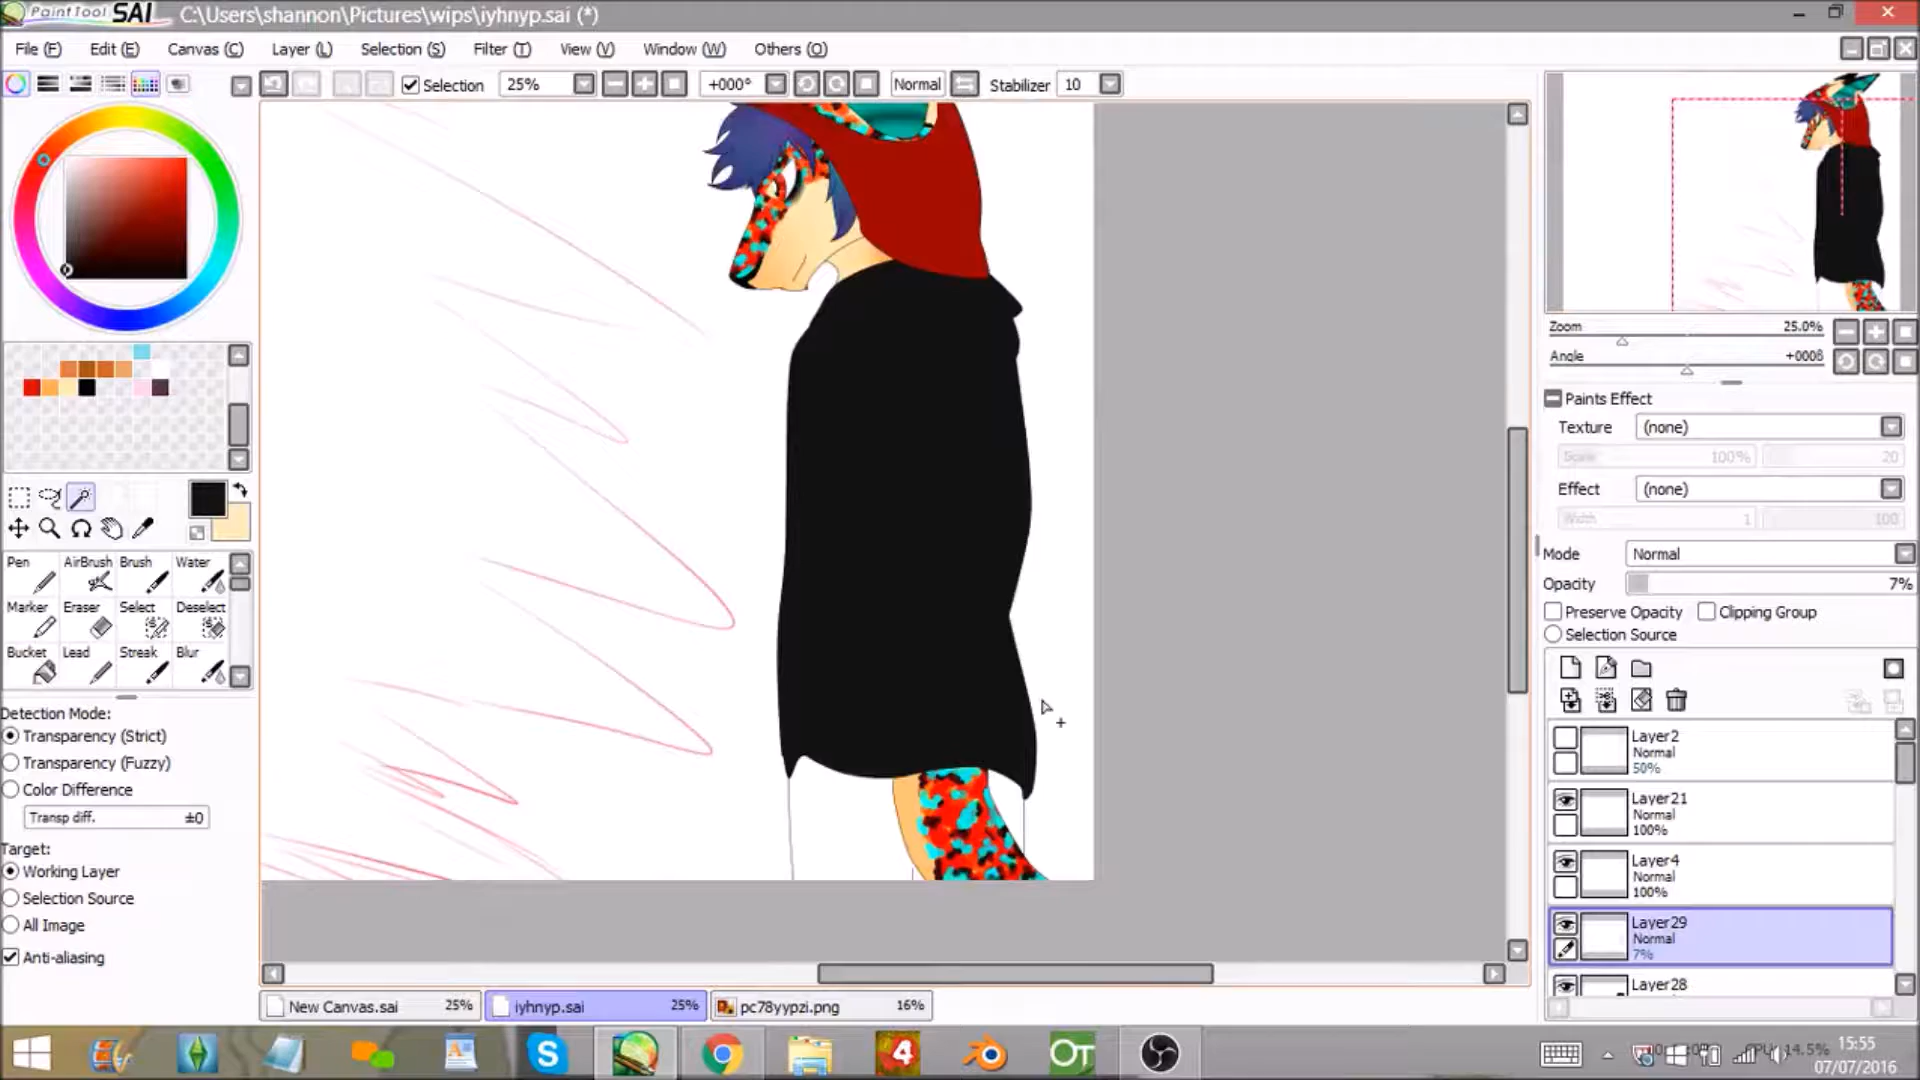 PaintTool SAI C:\Users\shannon\Pictures\wips\iyhnyp.sai (*)
File (F) Edit (E) Canvas (C) Layer (L) Selection (S) Filter (T) View (V) Window (W) Others (O)
Selection 25% +000° Normal Stabilizer 10
Zoom 25.0%
Angle +000
Paints Effect
Texture (none)
Scale 100% 20
Effect (none)
Width 1 100
Mode Normal
Opacity 7%
Preserve Opacity Clipping Group
Selection Source
Pen AirBrush Brush Water
Marker Eraser Select Deselect
Bucket Lead Streak Blur
Detection Mode:
Transparency (Strict)
Transparency (Fuzzy)
Color Difference
Transp diff. ±0
Target:
Working Layer
Selection Source
All Image
Anti-aliasing
Layer2
Normal
50%
Layer21
Normal
100%
Layer4
Normal
100%
Layer29
Normal
7%
Layer28
New Canvas.sai 25% iyhnyp.sai 25% pc78yypzi.png 16%
S 4 OT
14.5%
15:55
07/07/2016